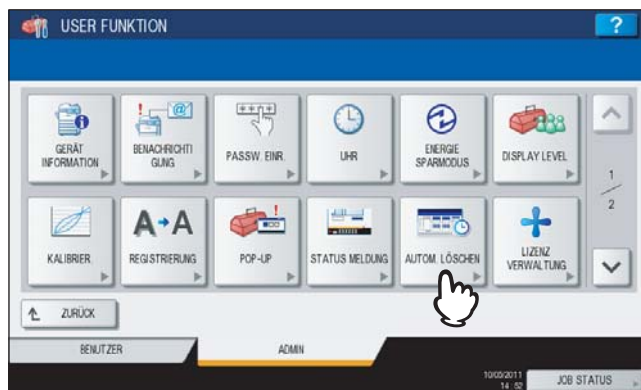 USER FUNKTION
?
GERÄT
INFORMATION
BENACHRICHTI
GUNG
PASSW. EINR.
UHR
ENERGIE
SPARMODUS
DISPLAY LEVEL
1
2
KALIBRIER.
A→A
REGISTRIERUNG
POP-UP
STATUS MELDUNG
AUTOM. LÖSCHEN
LIZENZ
VERWALTUNG
ZURÜCK
BENUTZER
ADMIN
10/03/2011
14:52
JOB STATUS